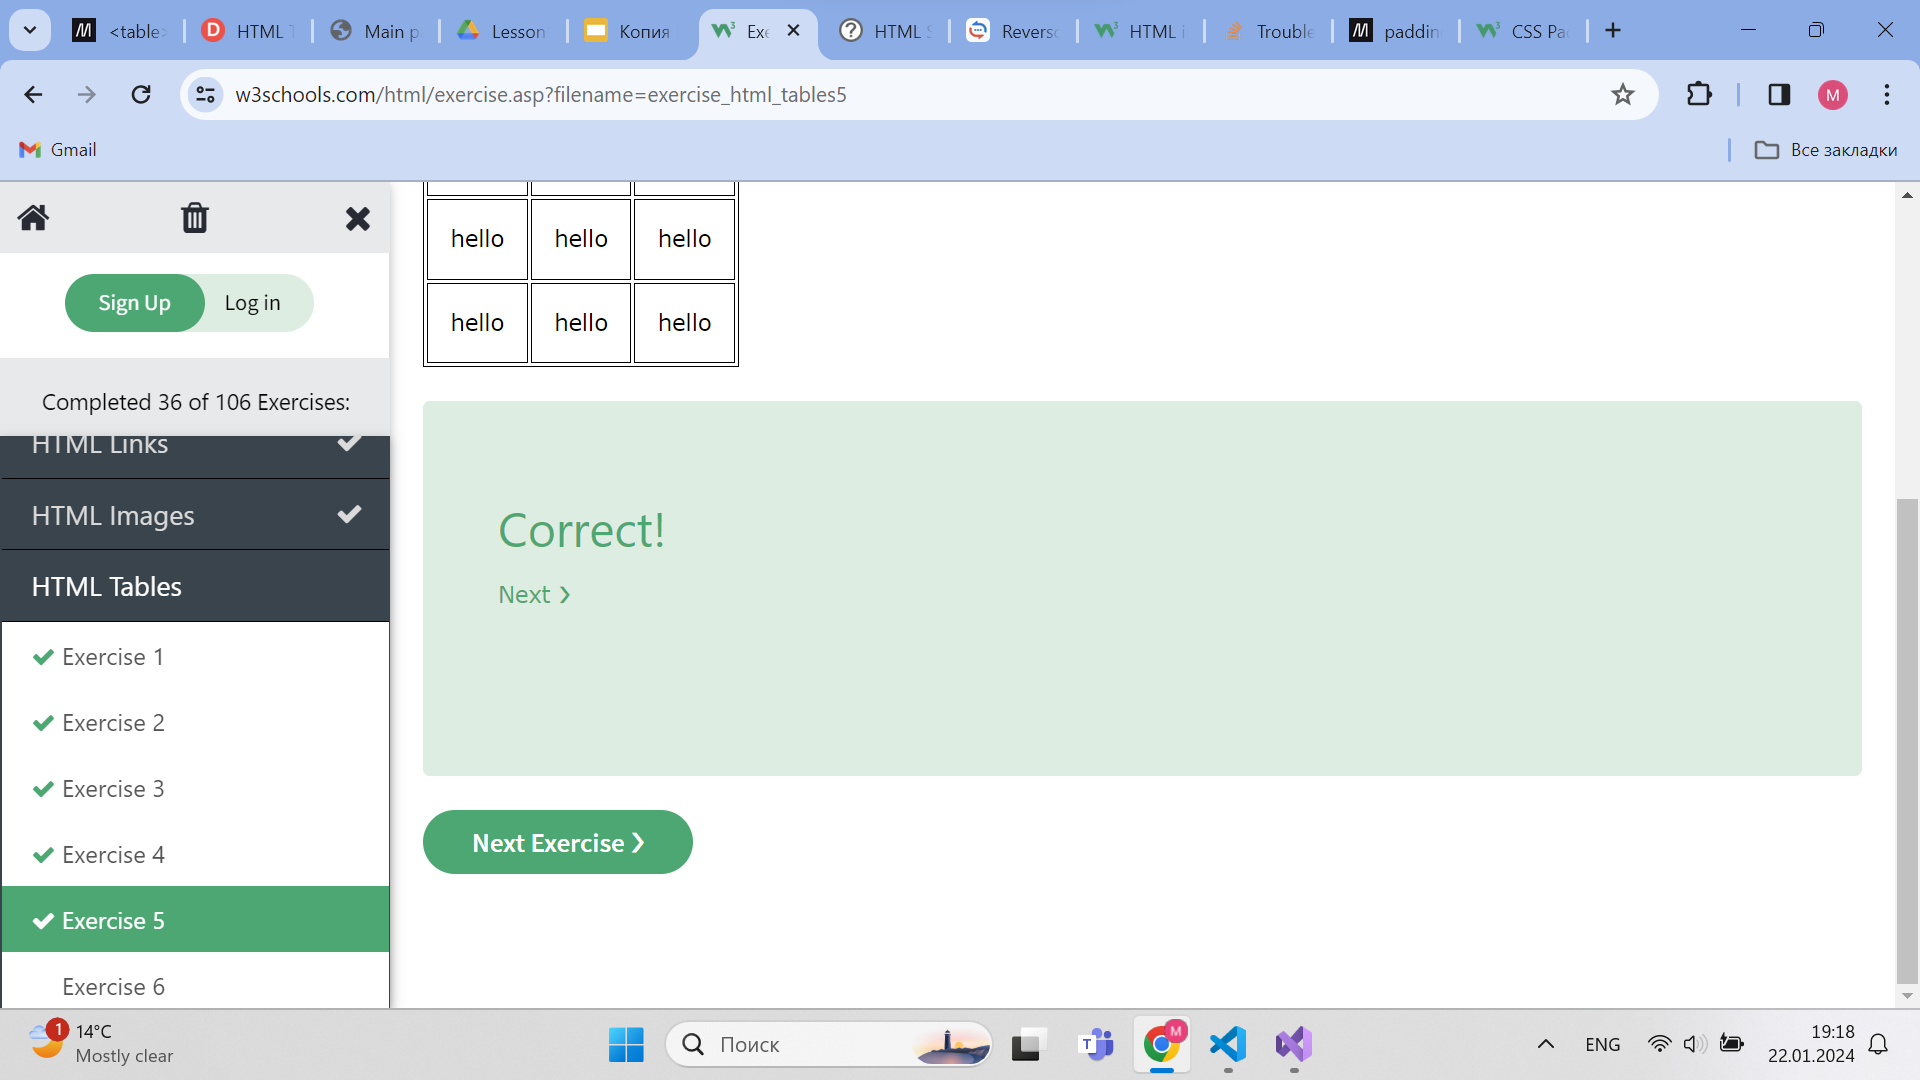 <table>
HTML T
Main p
Lesson
Копия
Exe
HTML S
Reverso
HTML i
Trouble
paddin
CSS Pa
w3schools.com/html/exercise.asp?filename=exercise_html_tables5
M
Gmail
Все закладки
hello hello hello
hello hello hello
Sign Up
Log in
Completed 36 of 106 Exercises:
HTML Links
HTML Images
HTML Tables
Exercise 1
Exercise 2
Exercise 3
Exercise 4
Exercise 5
Exercise 6
Correct!
Next ❯
Next Exercise ❯
1
14°C
Mostly clear
Поиск
M
ENG
19:18
22.01.2024